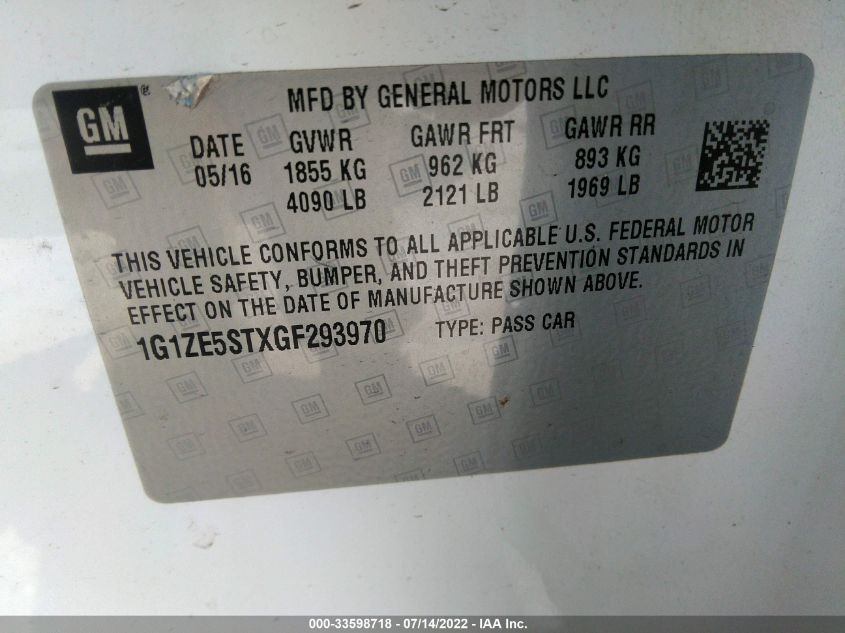 GM
®
MFD BY GENERAL MOTORS LLC
DATE GVWR GAWR FRT GAWR RR
05/16 1855 KG 962 KG 893 KG
4090 LB 2121 LB 1969 LB
THIS VEHICLE CONFORMS TO ALL APPLICABLE U.S. FEDERAL MOTOR
VEHICLE SAFETY, BUMPER, AND THEFT PREVENTION STANDARDS IN
EFFECT ON THE DATE OF MANUFACTURE SHOWN ABOVE.
1G1ZE5STXGF293970 TYPE: PASS CAR
000-33598718 - 07/14/2022 - IAA Inc.